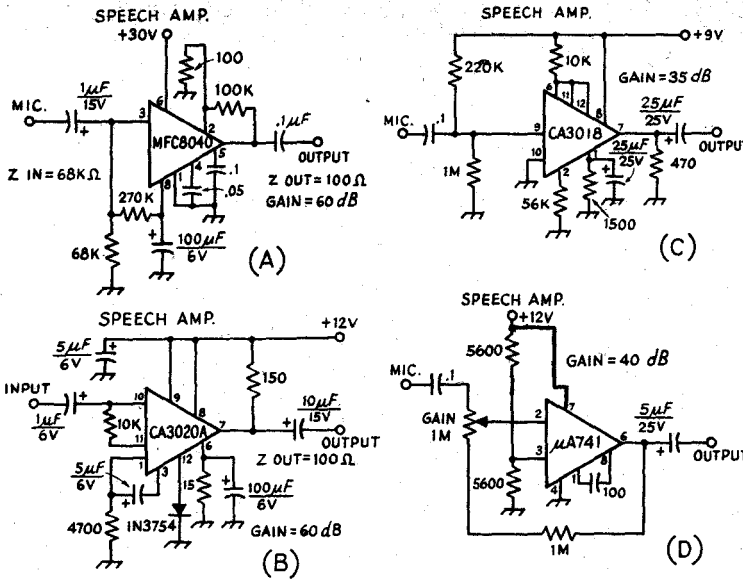 SPEECH AMP.
+30V
100
100K
1µF
15V
+
MIC.
3
6
2
MFC8040
5
4
1
8
.1µF
OUTPUT
.1
.05
Z IN = 68KΩ
Z OUT = 100Ω
GAIN = 60 dB
270K
68K
+
100µF
6V
(A)
SPEECH AMP.
+9V
220K
10K
GAIN = 35 dB
6
11
12
8
MIC.
.1
9
CA3018
7
25µF
25V
+
OUTPUT
10
1M
2
25µF
25V
+
470
56K
1500
(C)
SPEECH AMP.
+12V
5µF
6V
+
150
INPUT
+
1µF
6V
10
9
8
10K
CA3020A
7
+
10µF
15V
OUTPUT
11
1
3
12
6
Z OUT = 100Ω
5µF
6V
+
15
+
100µF
6V
4700
1N3754
GAIN = 60 dB
(B)
SPEECH AMP.
+12V
5600
GAIN = 40 dB
MIC.
.1
GAIN
1M
7
2
µA741
6
5µF
25V
+
OUTPUT
3
1
8
5600
4
100
1M
(D)